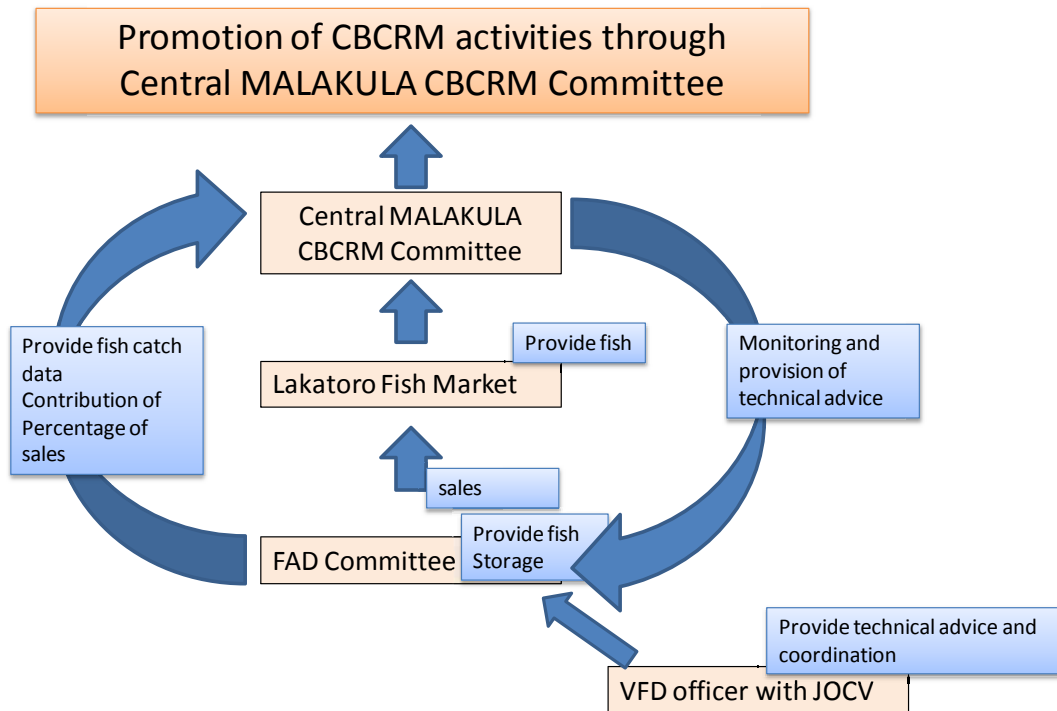 Promotion of CBCRM activities through
Central MALAKULA CBCRM Committee
Central MALAKULA
CBCRM Committee
Provide fish catch
data
Contribution of
Percentage of
sales
Provide fish
Lakatoro Fish Market
Monitoring and
provision of
technical advice
sales
Provide fish
Storage
FAD Committee
Provide technical advice and
coordination
VFD officer with JOCV